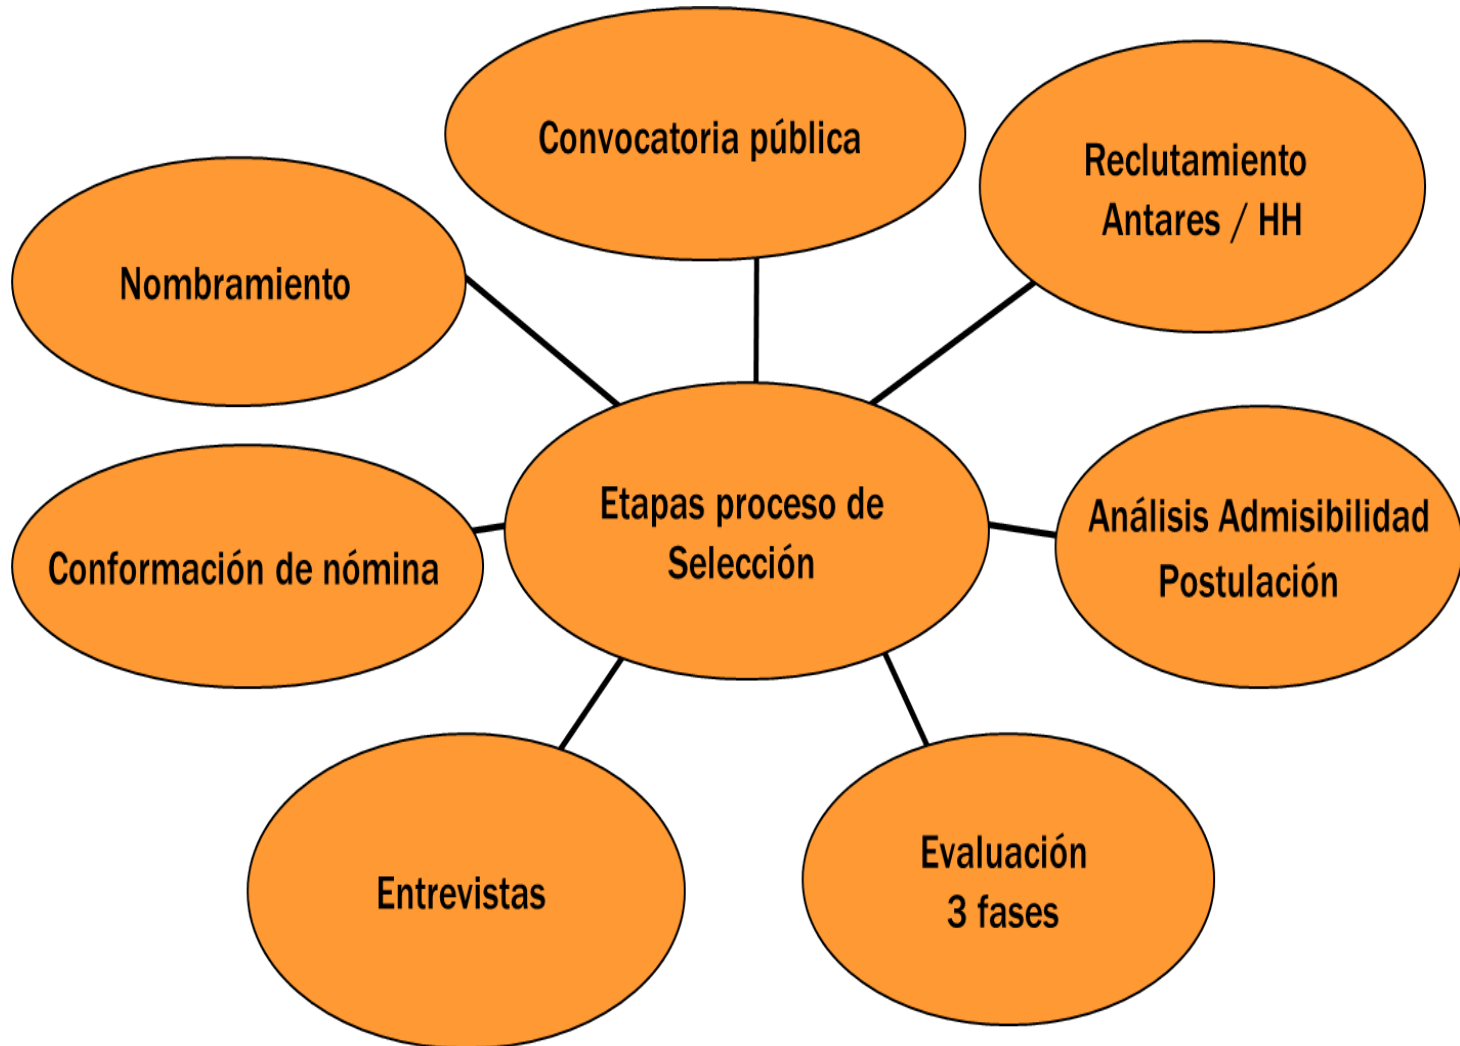 Convocatoria pública
Reclutamiento
Antares / HH
Nombramiento
Etapas proceso de
Selección
Análisis Admisibilidad
Postulación
Conformación de nómina
Evaluación
3 fases
Entrevistas